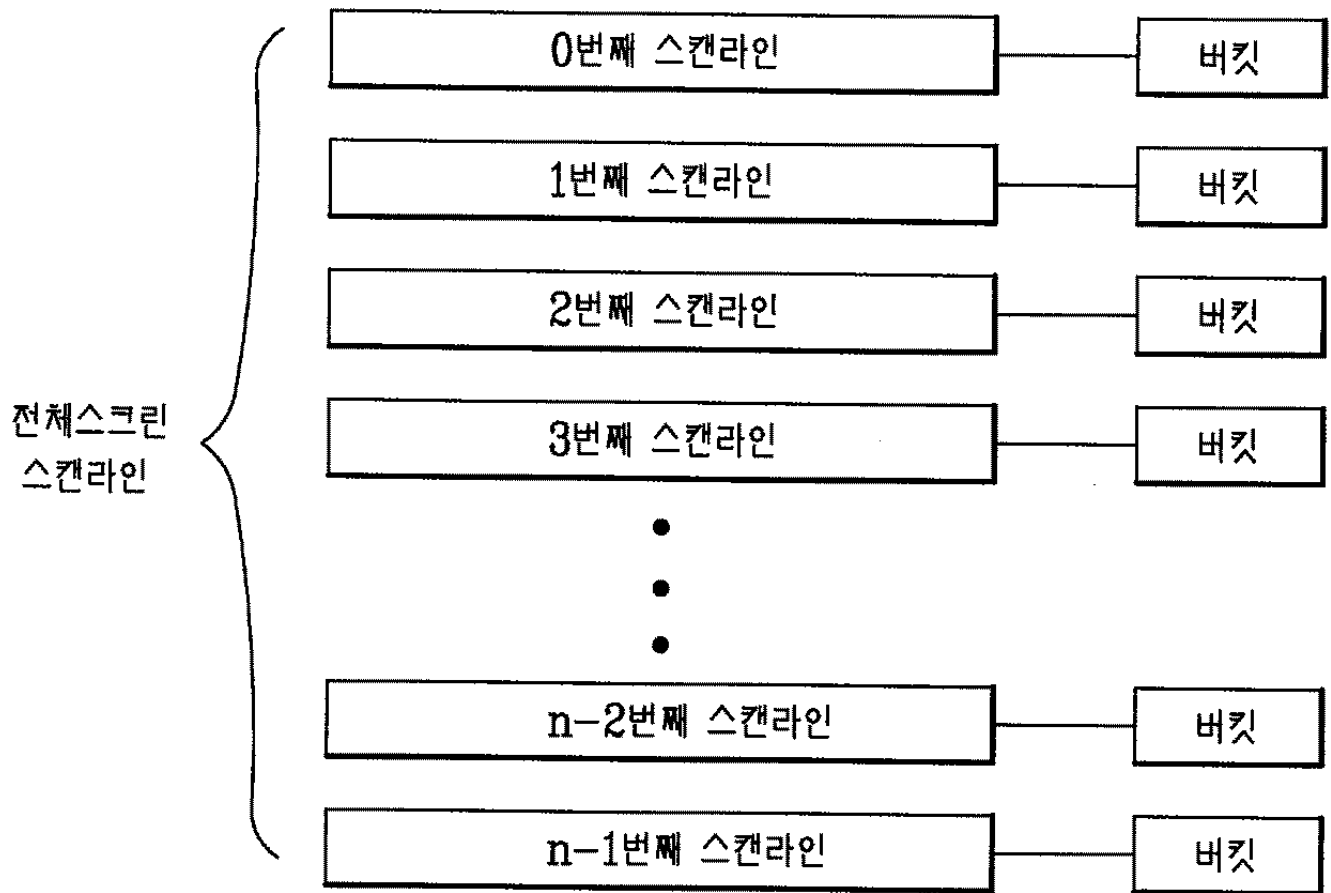 0번째 스캔라인
버킷
1번째 스캔라인
버킷
2번째 스캔라인
버킷
전체스크린
스캔라인
3번째 스캔라인
버킷
n-2번째 스캔라인
버킷
n-1번째 스캔라인
버킷